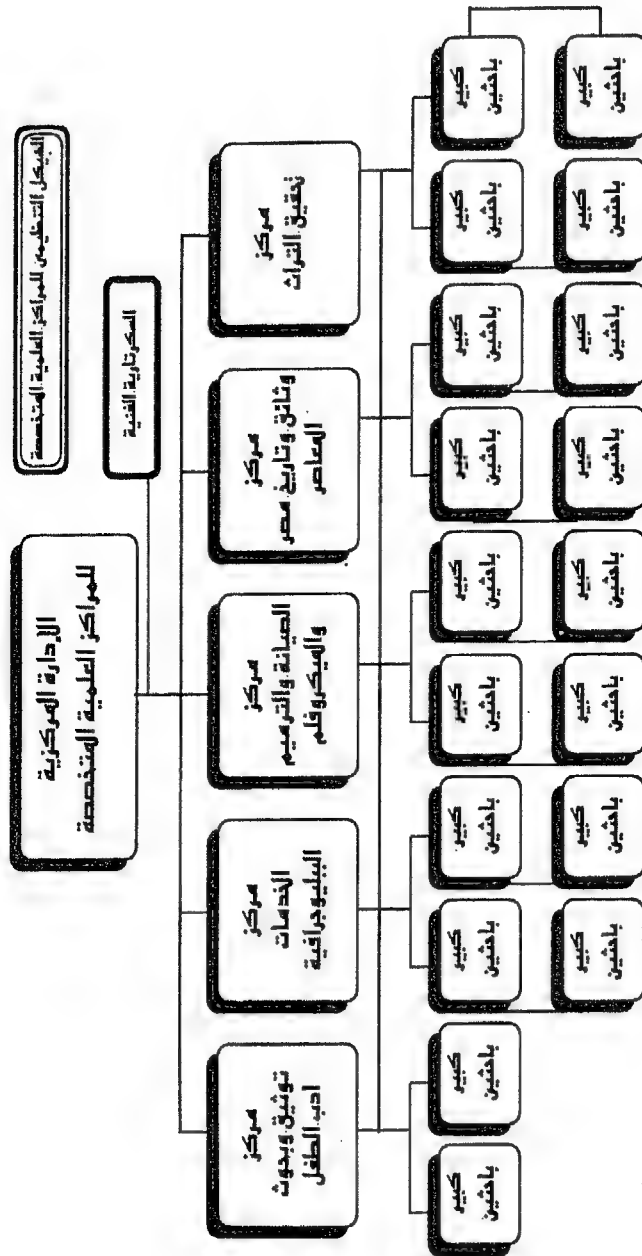 الهيكل التنظيمى للمراكز العلمية المتخصصة
الإدارة المركزية
للمراكز العلمية المتخصصة
السكرتارية الفنية
مركز
تحقيق التراث
مركز
وثائق وتاريخ مصر
المعاصر
مركز
الصيانة والترميم
والميكروفلم
مركز
الخدمات
الببليوجرافية
مركز
توثيق وبحوث
ادب الطفل
كبير
باحثين
كبير
باحثين
كبير
باحثين
كبير
باحثين
كبير
باحثين
كبير
باحثين
كبير
باحثين
كبير
باحثين
كبير
باحثين
كبير
باحثين
كبير
باحثين
كبير
باحثين
كبير
باحثين
كبير
باحثين
كبير
باحثين
كبير
باحثين
كبير
باحثين
كبير
باحثين